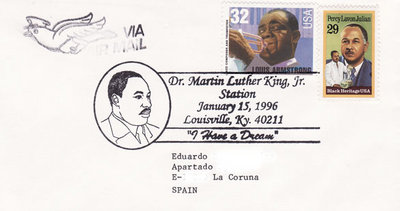 VIA
AIR MAIL
32
USA
LOUIS ARMSTRONG
Percy Lavon Julian
29
Black Heritage USA
Dr. Martin Luther King, Jr.
Station
January 15, 1996
Louisville, Ky. 40211
"I Have a Dream"
Eduardo
Apartado
E- La Coruna
SPAIN